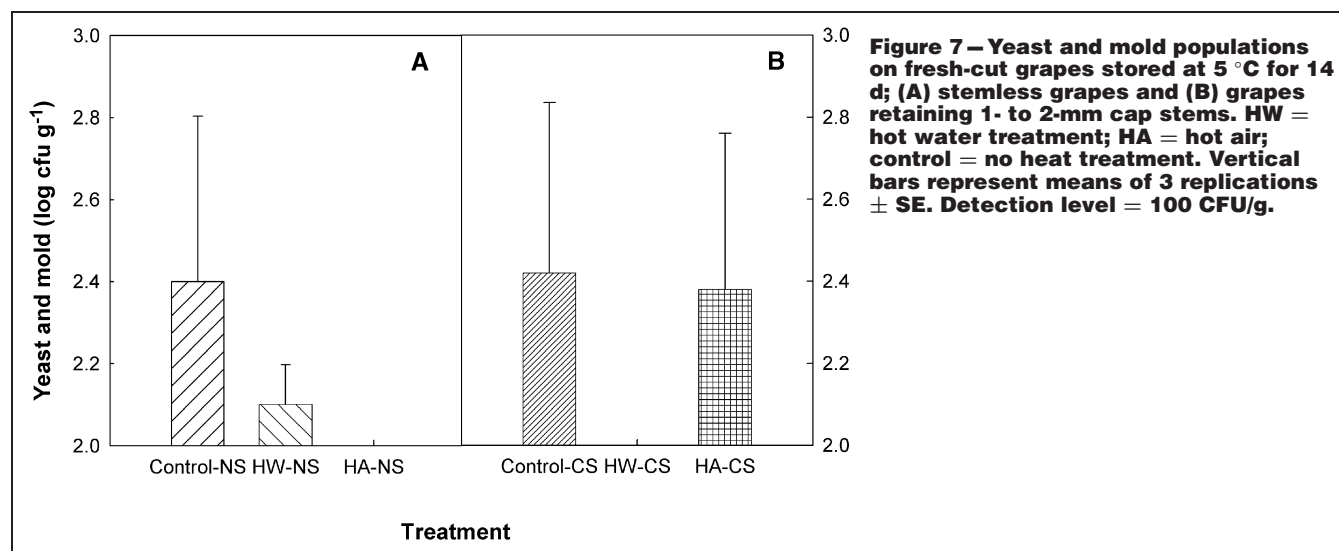 3.0
2.8
2.6
2.4
2.2
2.0
Yeast and mold (log cfu g⁻¹)
A
B
3.0
2.8
2.6
2.4
2.2
2.0
Control-NS HW-NS HA-NS
Control-CS HW-CS HA-CS
Treatment
Figure 7—Yeast and mold populations
on fresh-cut grapes stored at 5 °C for 14
d; (A) stemless grapes and (B) grapes
retaining 1- to 2-mm cap stems. HW =
hot water treatment; HA = hot air;
control = no heat treatment. Vertical
bars represent means of 3 replications
± SE. Detection level = 100 CFU/g.